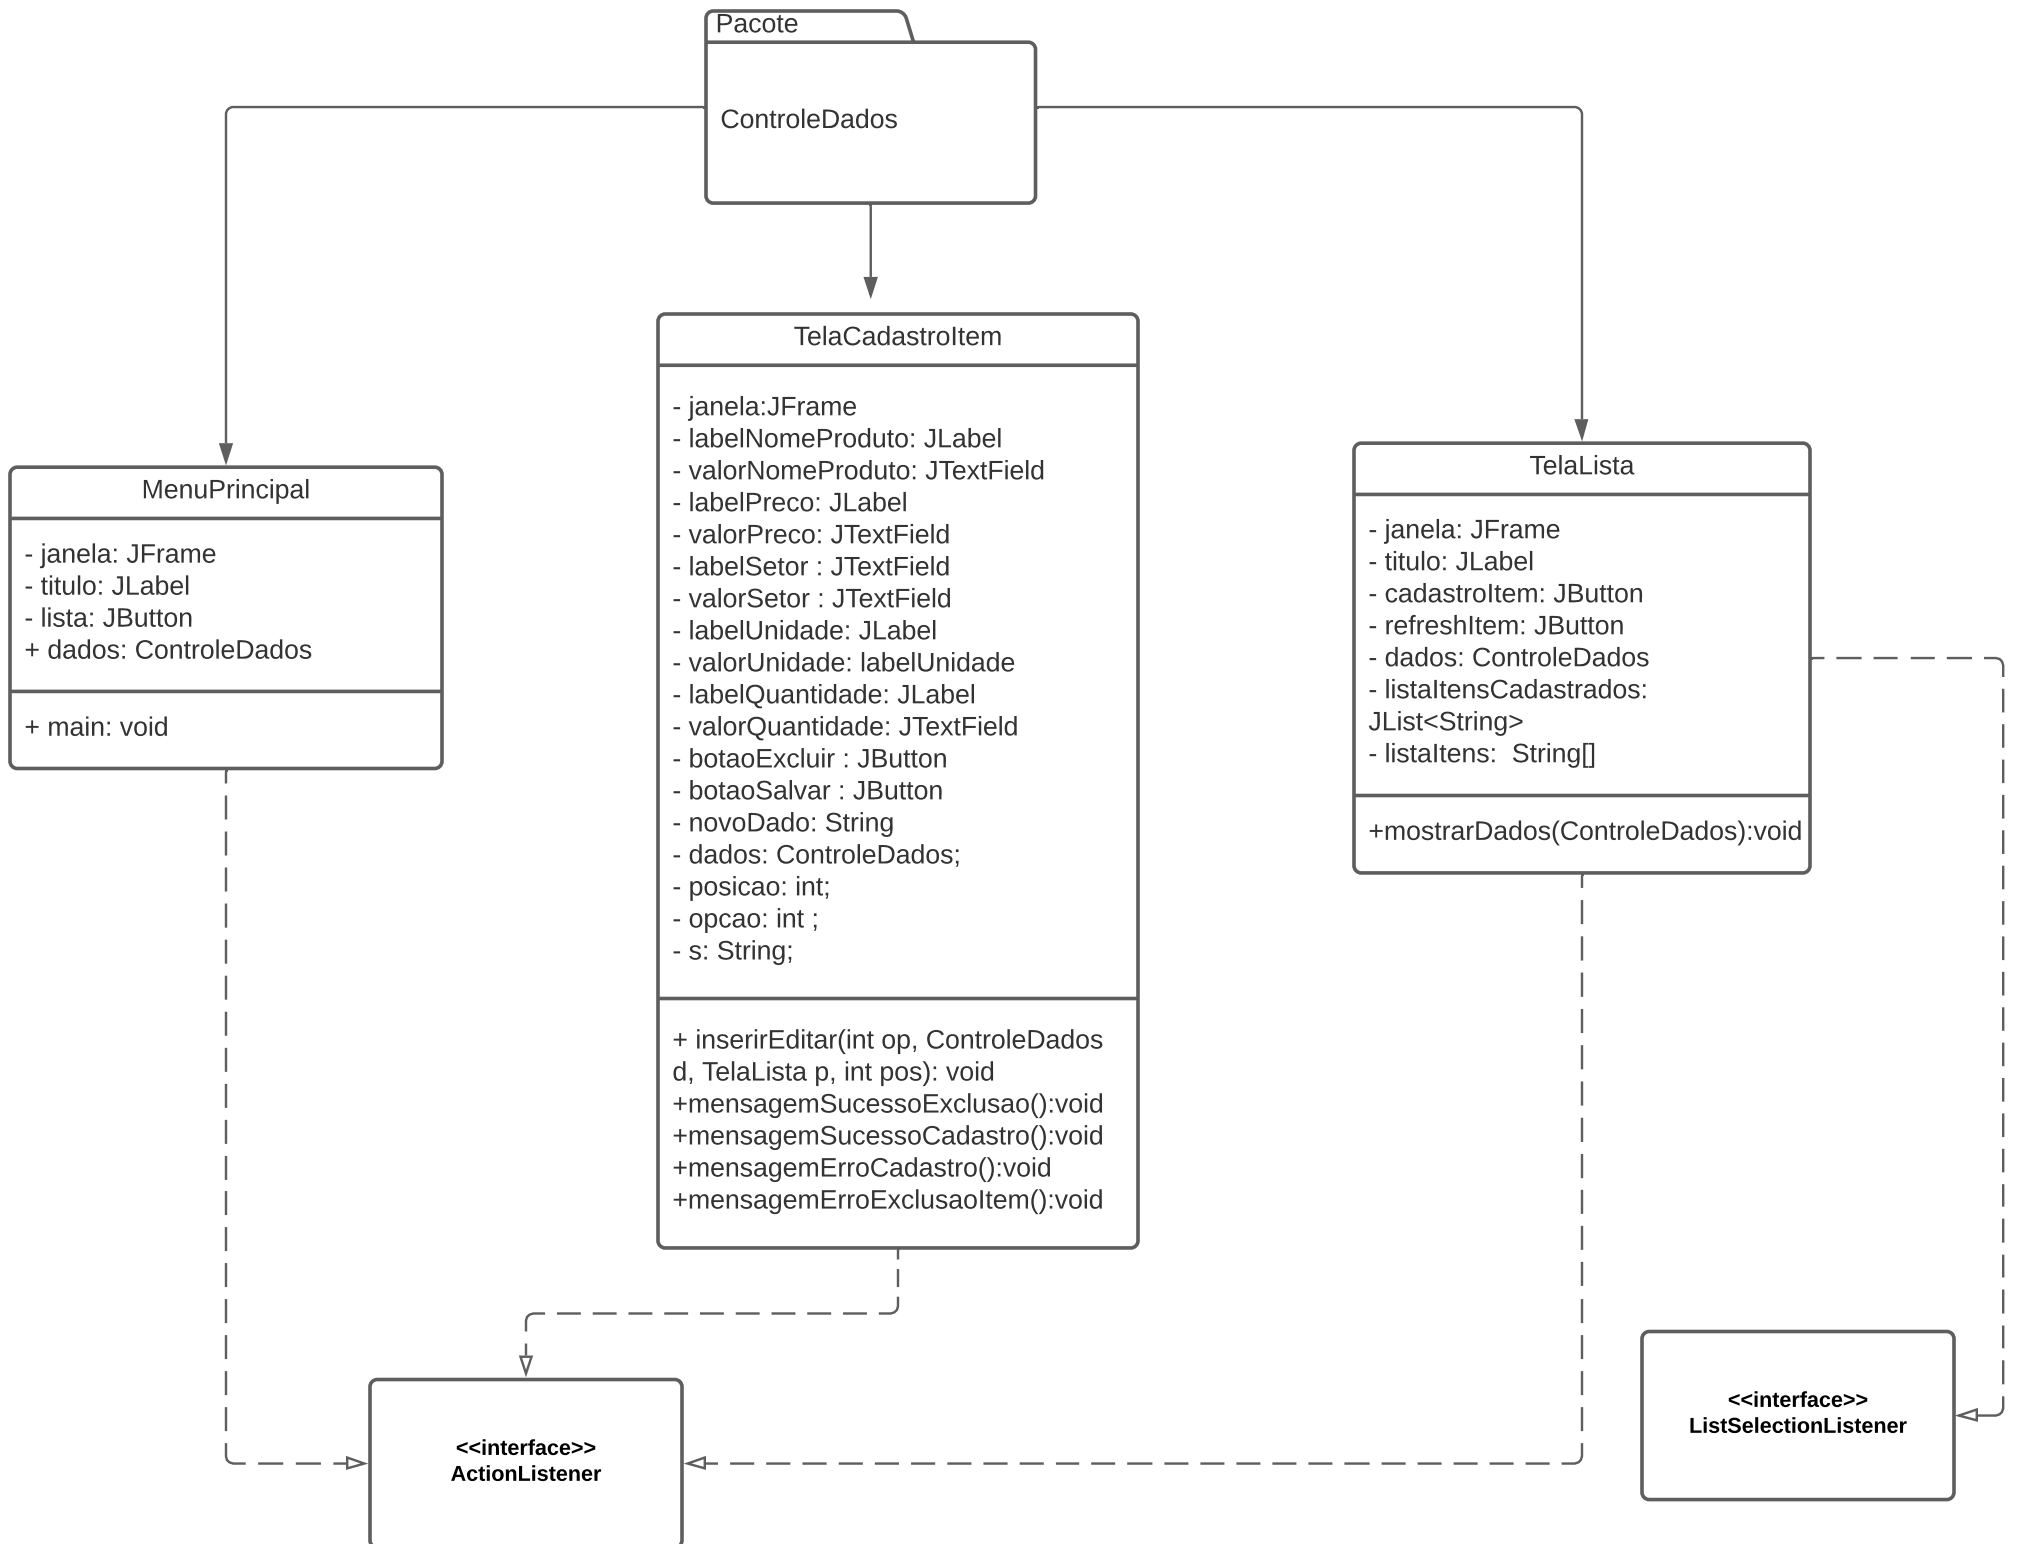 Pacote
ControleDados
TelaCadastroItem
- janela:JFrame
- labelNomeProduto: JLabel
- valorNomeProduto: JTextField
- labelPreco: JLabel
- valorPreco: JTextField
- labelSetor : JTextField
- valorSetor : JTextField
- labelUnidade: JLabel
- valorUnidade: labelUnidade
- labelQuantidade: JLabel
- valorQuantidade: JTextField
- botaoExcluir : JButton
- botaoSalvar : JButton
- novoDado: String
- dados: ControleDados;
- posicao: int;
- opcao: int ;
- s: String;
+ inserirEditar(int op, ControleDados
d, TelaLista p, int pos): void
+mensagemSucessoExclusao():void
+mensagemSucessoCadastro():void
+mensagemErroCadastro():void
+mensagemErroExclusaoItem():void
MenuPrincipal
- janela: JFrame
- titulo: JLabel
- lista: JButton
+ dados: ControleDados
+ main: void
TelaLista
- janela: JFrame
- titulo: JLabel
- cadastroItem: JButton
- refreshItem: JButton
- dados: ControleDados
- listaItensCadastrados:
JList<String>
- listaItens:  String[]
+mostrarDados(ControleDados):void
<<interface>>
ActionListener
<<interface>>
ListSelectionListener